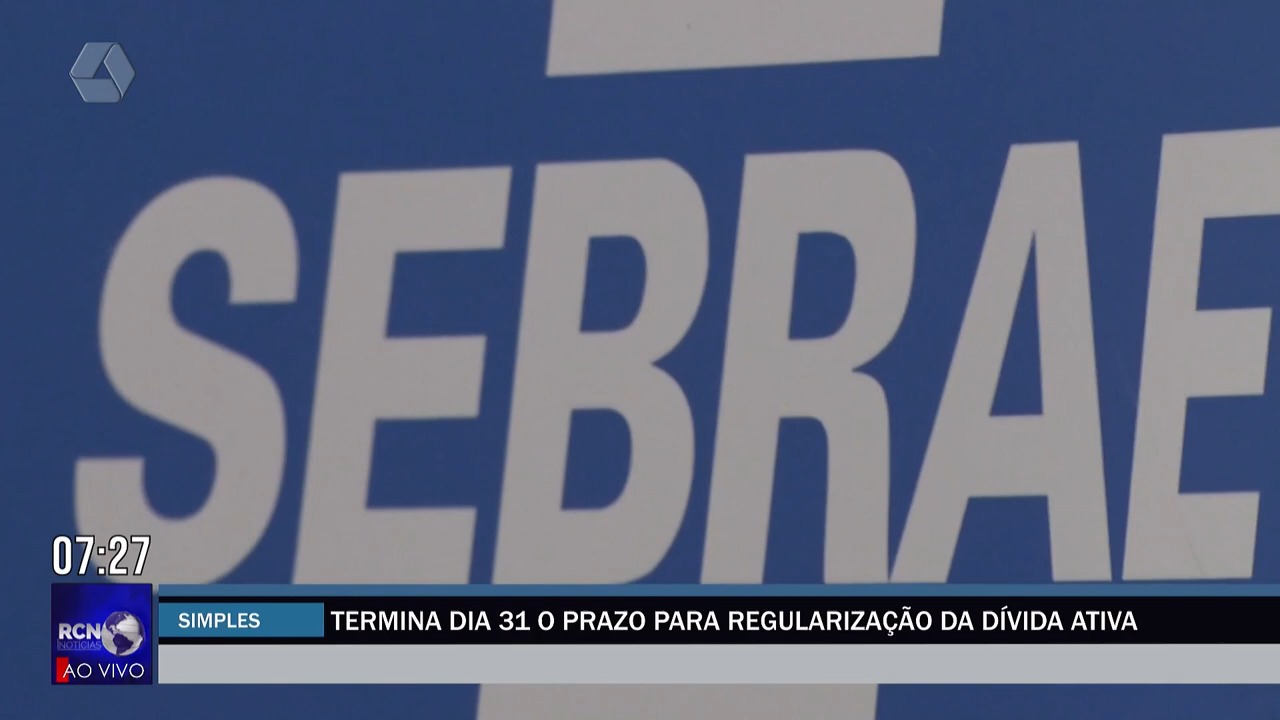 SEBRAE
07:27
SIMPLES
TERMINA DIA 31 O PRAZO PARA REGULARIZAÇÃO DA DÍVIDA ATIVA
RCN
NOTÍCIAS
AO VIVO